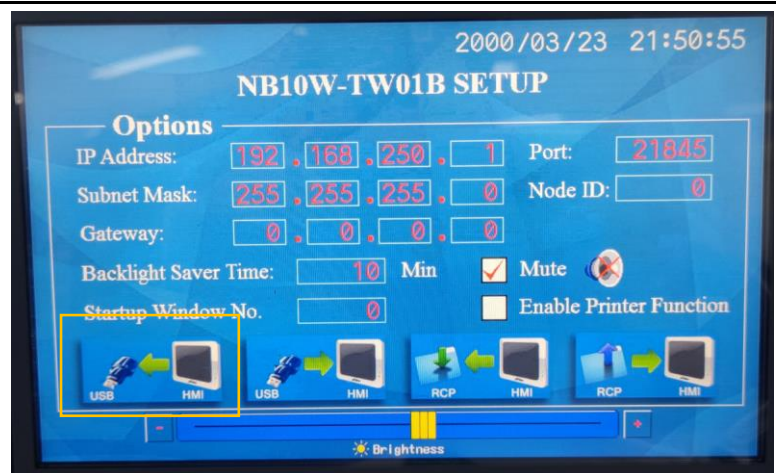 2000/03/23 21:50:55
NB10W-TW01B SETUP
Options
IP Address: 192 . 168 . 250 . 1 Port: 21845
Subnet Mask: 255 . 255 . 255 . 0 Node ID: 0
Gateway: 0 . 0 . 0 . 0
Backlight Saver Time: 10 Min Mute
Startup Window No. 0 Enable Printer Function
USB HMI USB HMI RCP HMI RCP HMI
- +
Brightness